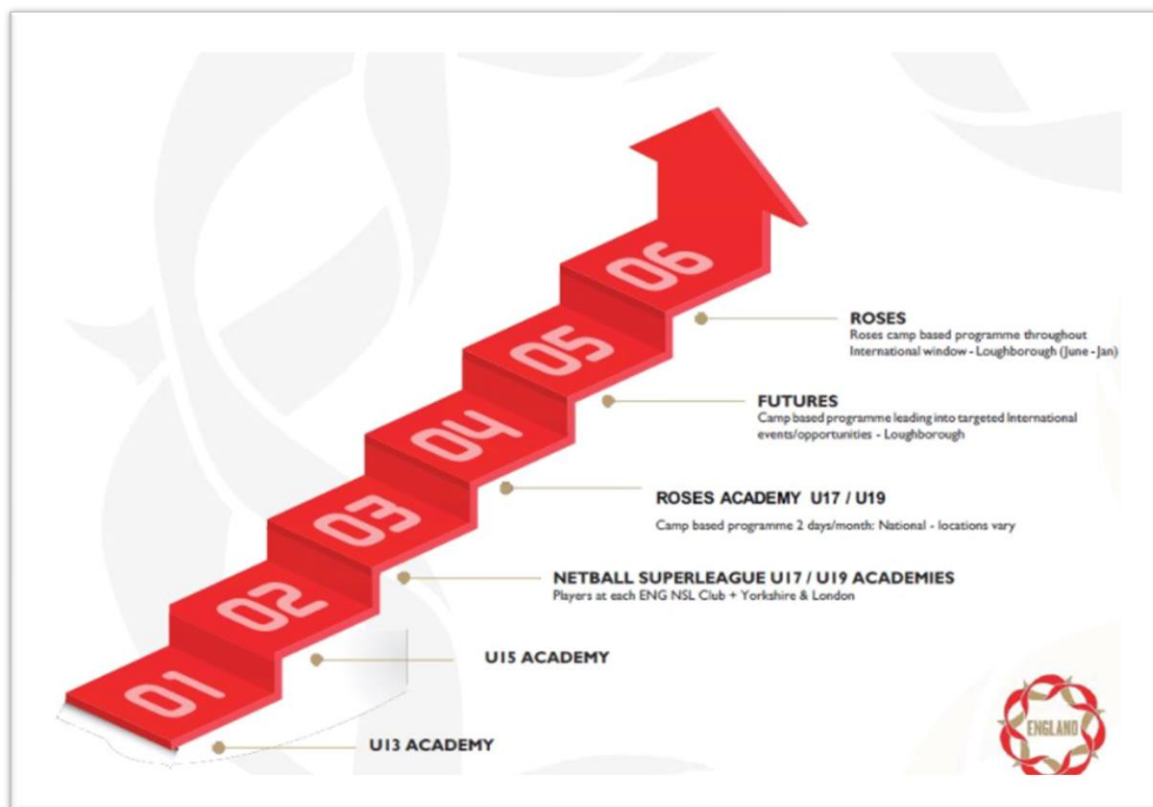 06
ROSES
Roses camp based programme throughout
International window - Loughborough (June - Jan)
05
FUTURES
Camp based programme leading into targeted International
events/opportunities - Loughborough
04
ROSES ACADEMY U17 / U19
Camp based programme 2 days/month: National - locations vary
03
NETBALL SUPERLEAGUE U17 / U19 ACADEMIES
Players at each ENG NSL Club + Yorkshire & London
02
U15 ACADEMY
01
U13 ACADEMY
ENGLAND